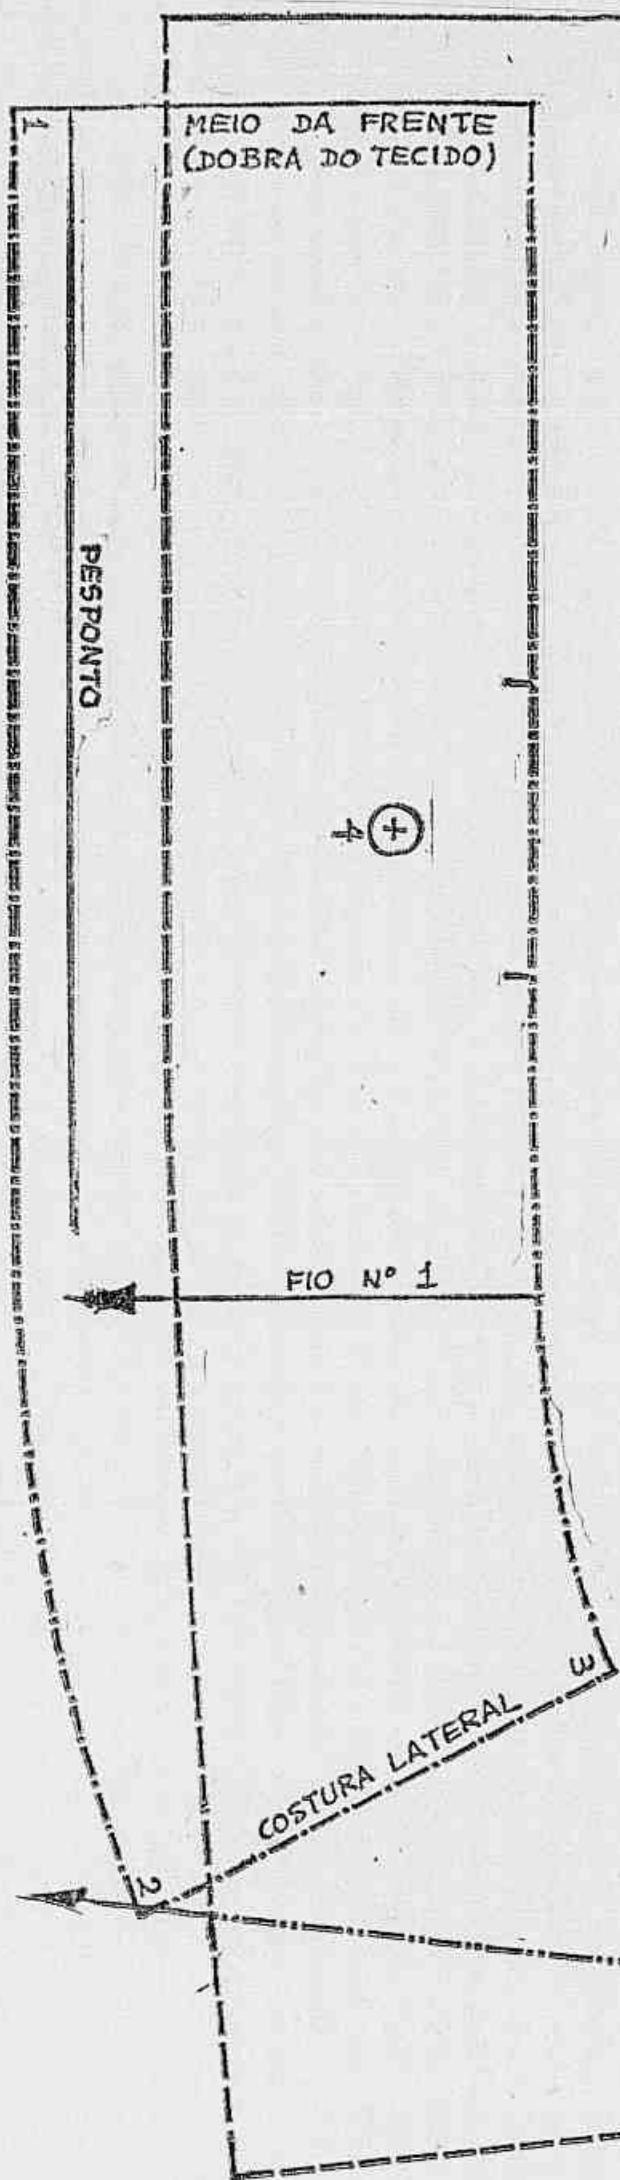 1
MEIO DA FRENTE
(DOBRA DO TECIDO)
PESPONTO
4
FIO Nº 1
3
COSTURA LATERAL
2